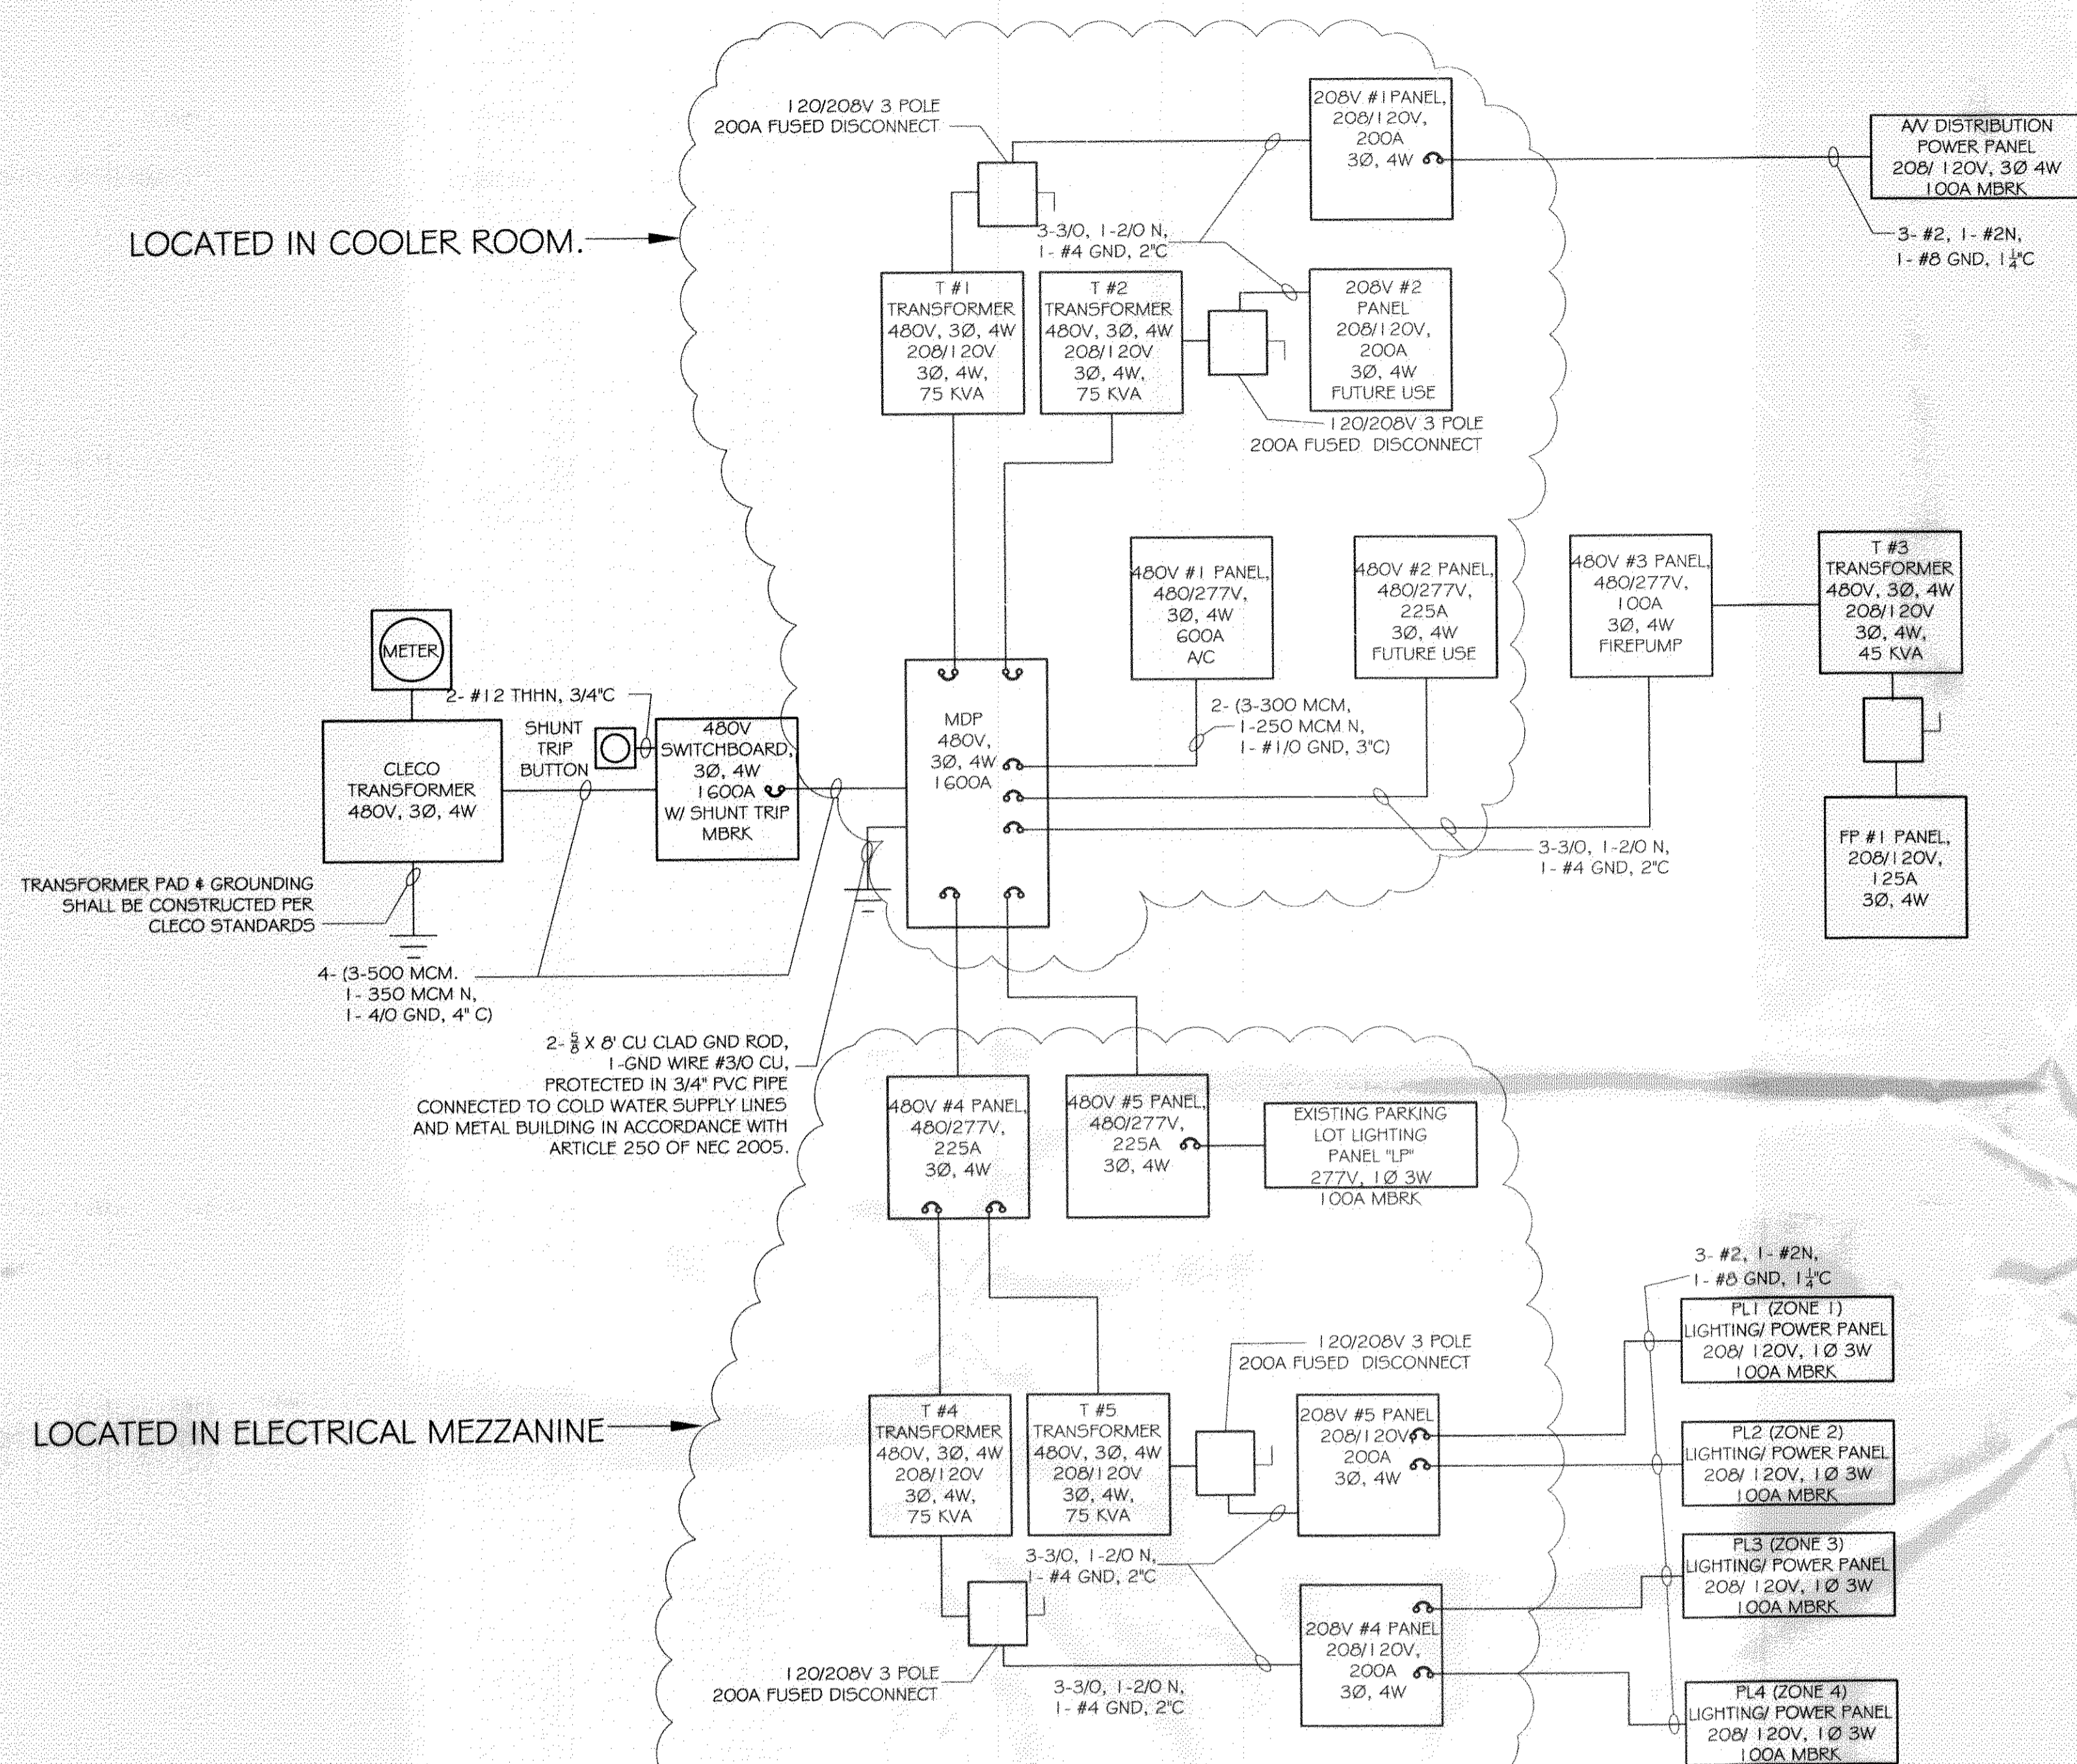 120/208V 3 POLE
200A FUSED DISCONNECT
208V #1 PANEL,
208/120V,
200A
3Ø, 4W
A/V DISTRIBUTION
POWER PANEL
208/ 120V, 3Ø 4W
100A MBRK
3- #2, 1- #2N,
1- #8 GND, 1 1/4"C
LOCATED IN COOLER ROOM.
3-3/0, 1-2/0 N,
1- #4 GND, 2"C
T #1
TRANSFORMER
480V, 3Ø, 4W
208/120V
3Ø, 4W,
75 KVA
T #2
TRANSFORMER
480V, 3Ø, 4W
208/120V
3Ø, 4W,
75 KVA
208V #2
PANEL
208/120V,
200A
3Ø, 4W
FUTURE USE
120/208V 3 POLE
200A FUSED DISCONNECT
480V #1 PANEL,
480/277V,
3Ø, 4W
600A
A/C
480V #2 PANEL,
480/277V,
225A
3Ø, 4W
FUTURE USE
480V #3 PANEL,
480/277V,
100A
3Ø, 4W
FIREPUMP
T #3
TRANSFORMER
480V, 3Ø, 4W
208/120V
3Ø, 4W,
45 KVA
METER
2- #12 THHN, 3/4"C
SHUNT
TRIP
BUTTON
480V
SWITCHBOARD,
3Ø, 4W
1600A
W/ SHUNT TRIP
MBRK
CLECO
TRANSFORMER
480V, 3Ø, 4W
MDP
480V,
3Ø, 4W
1600A
2- (3-300 MCM,
1-250 MCM N,
1- #1/0 GND, 3"C)
3-3/0, 1-2/0 N,
1- #4 GND, 2"C
FP #1 PANEL,
208/120V,
125A
3Ø, 4W
TRANSFORMER PAD & GROUNDING
SHALL BE CONSTRUCTED PER
CLECO STANDARDS
4- (3-500 MCM.
1- 350 MCM N,
1- 4/0 GND, 4" C)
2- 5/8 X 8' CU CLAD GND ROD,
1-GND WIRE #3/0 CU,
PROTECTED IN 3/4" PVC PIPE
CONNECTED TO COLD WATER SUPPLY LINES
AND METAL BUILDING IN ACCORDANCE WITH
ARTICLE 250 OF NEC 2005.
480V #4 PANEL,
480/277V,
225A
3Ø, 4W
480V #5 PANEL,
480/277V,
225A
3Ø, 4W
EXISTING PARKING
LOT LIGHTING
PANEL "LP"
277V, 1Ø 3W
100A MBRK
3- #2, 1- #2N,
1- #8 GND, 1 1/4"C
PL1 (ZONE 1)
LIGHTING/ POWER PANEL
208/ 120V, 1Ø 3W
100A MBRK
120/208V 3 POLE
200A FUSED DISCONNECT
LOCATED IN ELECTRICAL MEZZANINE
T #4
TRANSFORMER
480V, 3Ø, 4W
208/120V
3Ø, 4W,
75 KVA
T #5
TRANSFORMER
480V, 3Ø, 4W
208/120V
3Ø, 4W,
75 KVA
208V #5 PANEL
208/120V
200A
3Ø, 4W
PL2 (ZONE 2)
LIGHTING/ POWER PANEL
208/ 120V, 1Ø 3W
100A MBRK
PL3 (ZONE 3)
LIGHTING/ POWER PANEL
208/ 120V, 1Ø 3W
100A MBRK
3-3/0, 1-2/0 N,
1- #4 GND, 2"C
208V #4 PANEL
208/120V,
200A
3Ø, 4W
120/208V 3 POLE
200A FUSED DISCONNECT
3-3/0, 1-2/0 N,
1- #4 GND, 2"C
PL4 (ZONE 4)
LIGHTING/ POWER PANEL
208/ 120V, 1Ø 3W
100A MBRK